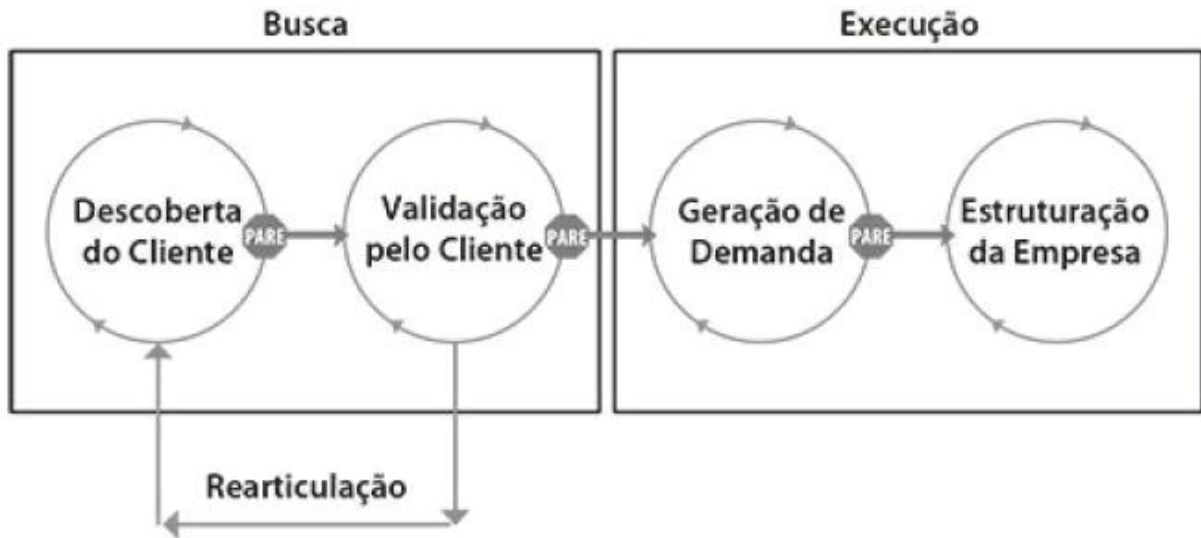 Busca
Execução
Descoberta
do Cliente
PARE
Validação
pelo Cliente
PARE
Geração de
Demanda
PARE
Estruturação
da Empresa
Rearticulação